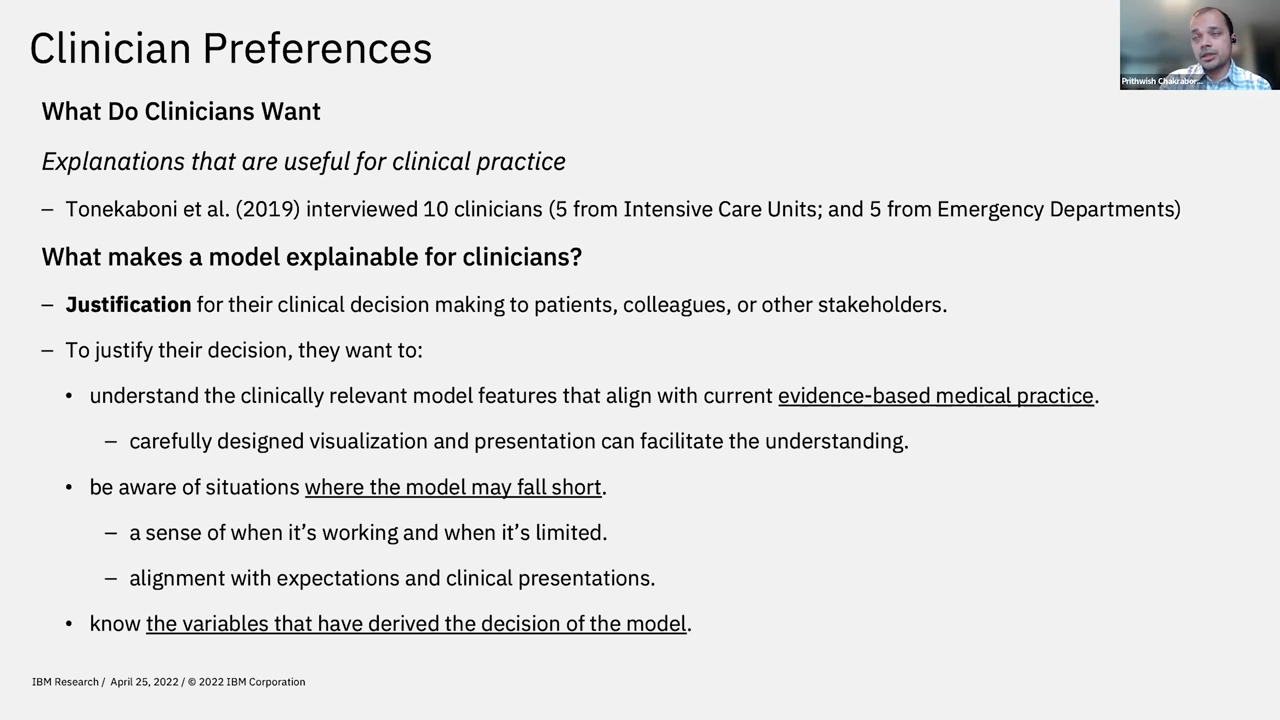 Clinician Preferences
Prithwish Chakrabor...
What Do Clinicians Want
Explanations that are useful for clinical practice
– Tonekaboni et al. (2019) interviewed 10 clinicians (5 from Intensive Care Units; and 5 from Emergency Departments)
What makes a model explainable for clinicians?
– Justification for their clinical decision making to patients, colleagues, or other stakeholders.
– To justify their decision, they want to:
• understand the clinically relevant model features that align with current evidence-based medical practice.
– carefully designed visualization and presentation can facilitate the understanding.
• be aware of situations where the model may fall short.
– a sense of when it’s working and when it’s limited.
– alignment with expectations and clinical presentations.
• know the variables that have derived the decision of the model.
IBM Research / April 25, 2022 / © 2022 IBM Corporation